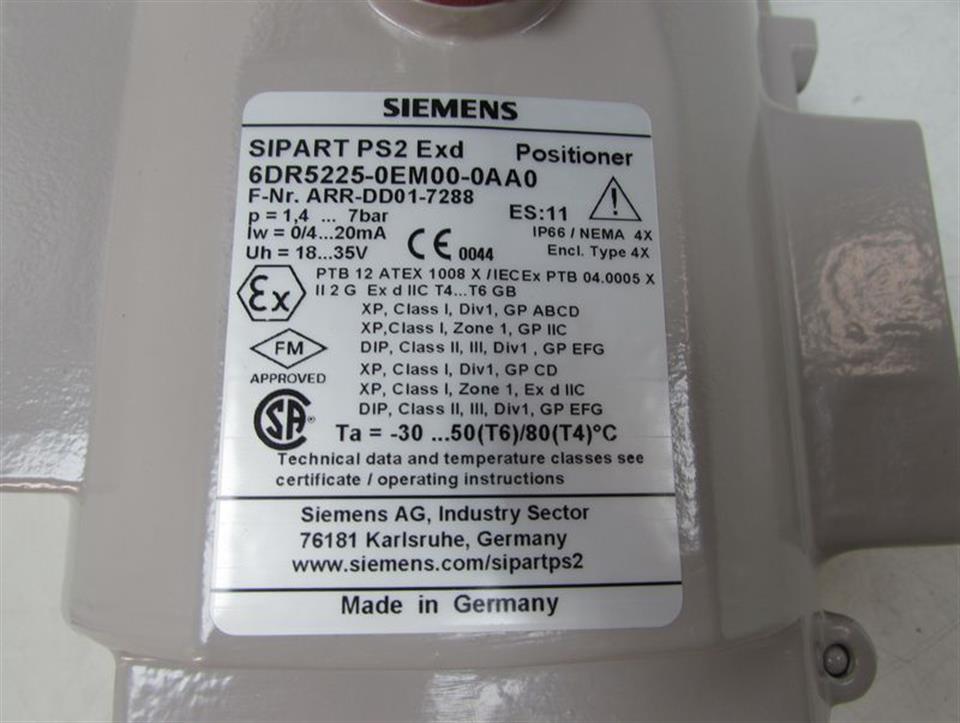 SIEMENS
SIPART PS2 Exd Positioner
6DR5225-0EM00-0AA0
F-Nr. ARR-DD01-7288
p = 1,4 ... 7bar
Iw = 0/4...20mA
Uh = 18...35V
CE 0044
ES:11
IP66 / NEMA 4X
Encl. Type 4X
Ex
PTB 12 ATEX 1008 X / IECEx PTB 04.0005 X
II 2 G Ex d IIC T4...T6 GB
XP, Class I, Div1, GP ABCD
XP,Class I, Zone 1, GP IIC
DIP, Class II, III, Div1 , GP EFG
FM
APPROVED
XP, Class I, Div1, GP CD
XP, Class I, Zone 1, Ex d IIC
DIP, Class II, III, Div1, GP EFG
SA ®
Ta = -30 ...50(T6)/80(T4)°C
Technical data and temperature classes see
certificate / operating instructions
Siemens AG, Industry Sector
76181 Karlsruhe, Germany
www.siemens.com/sipartps2
Made in Germany